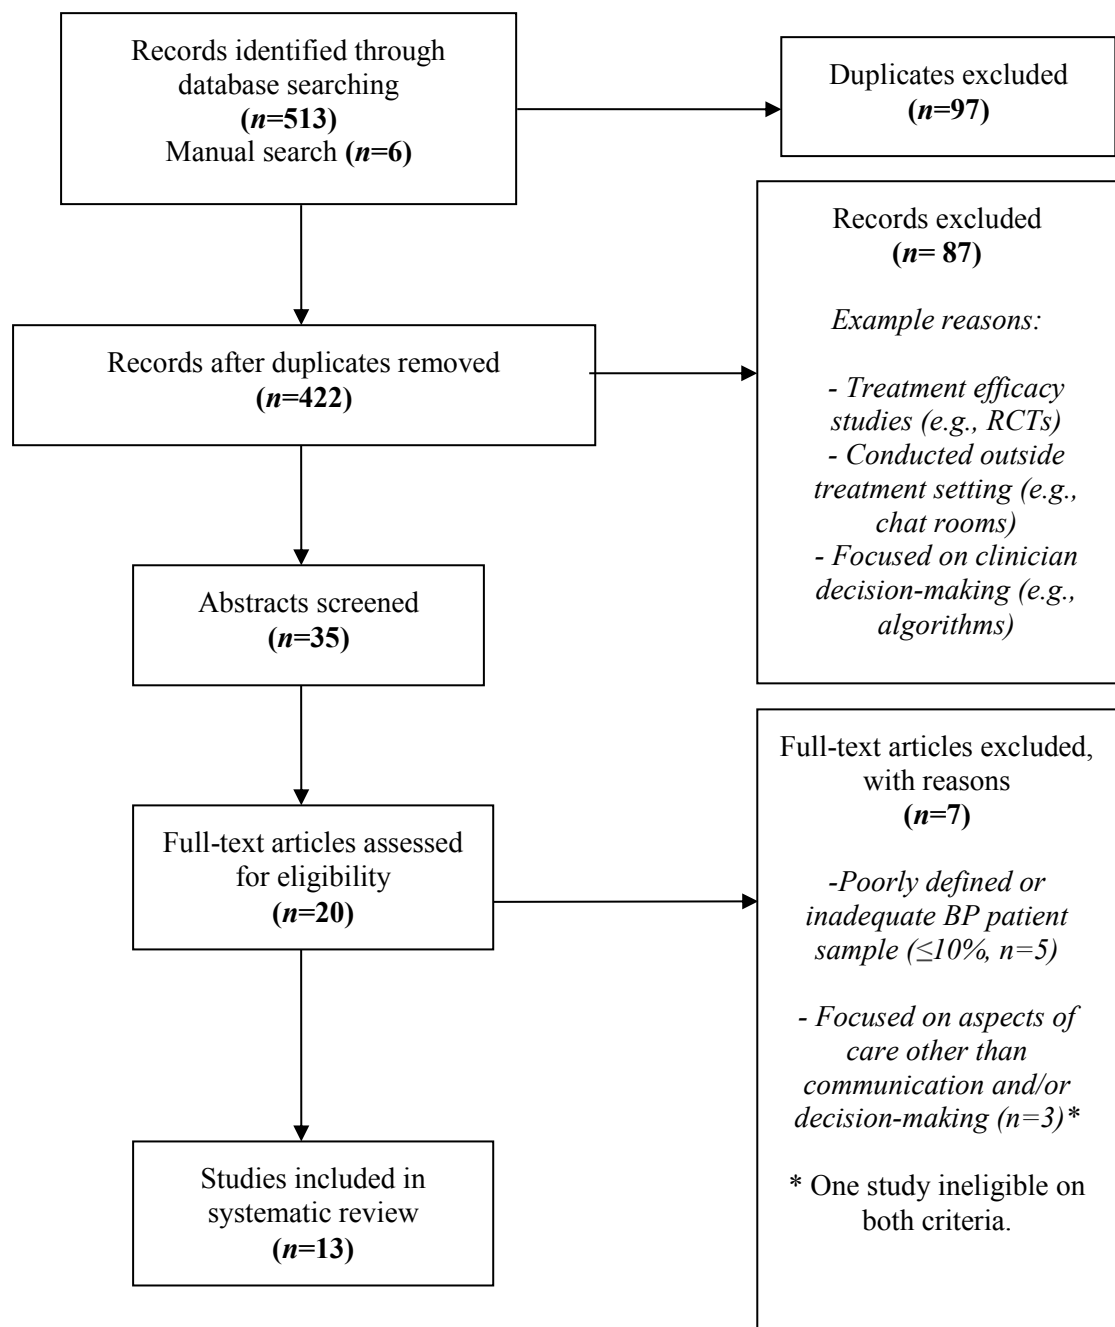 Records identified through
database searching
(n=513)
Manual search (n=6)
Duplicates excluded
(n=97)
Records excluded
(n= 87)
Example reasons:
- Treatment efficacy
studies (e.g., RCTs)
- Conducted outside
treatment setting (e.g.,
chat rooms)
- Focused on clinician
decision-making (e.g.,
algorithms)
Records after duplicates removed
(n=422)
Abstracts screened
(n=35)
Full-text articles assessed
for eligibility
(n=20)
Full-text articles excluded,
with reasons
(n=7)
-Poorly defined or
inadequate BP patient
sample (≤10%, n=5)
- Focused on aspects of
care other than
communication and/or
decision-making (n=3)*
* One study ineligible on
both criteria.
Studies included in
systematic review
(n=13)